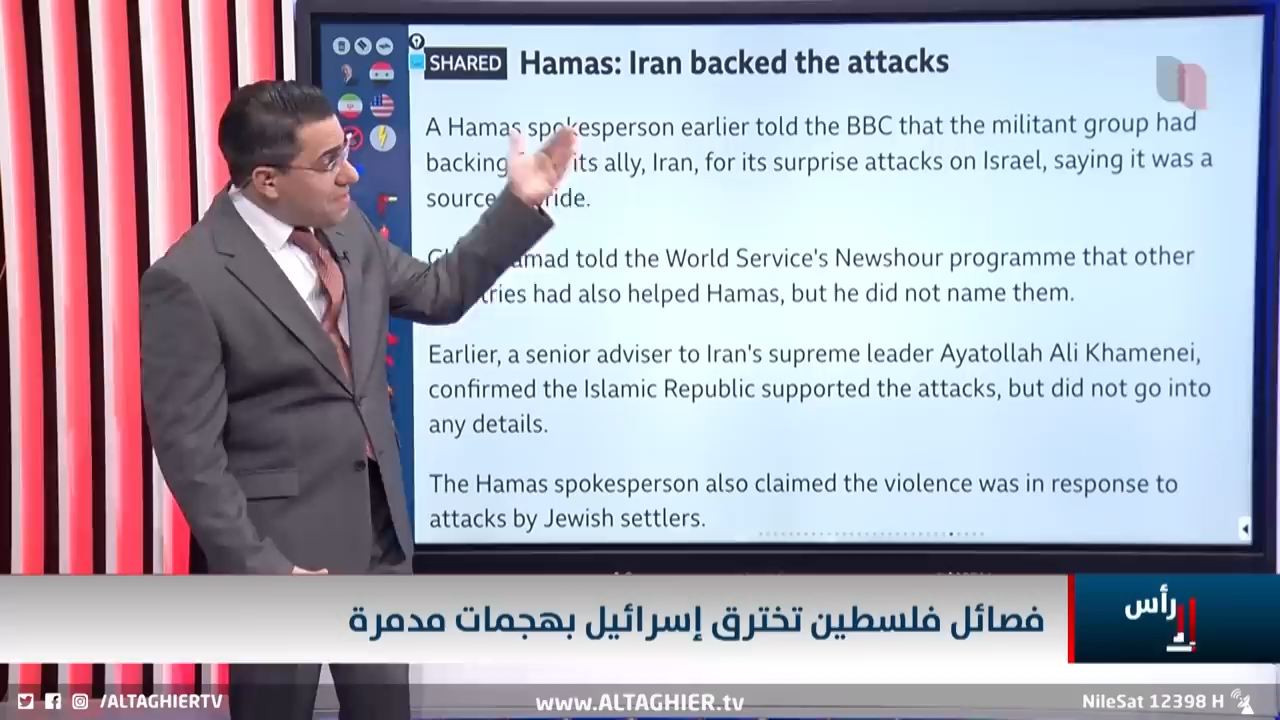 SHARED Hamas: Iran backed the attacks
A Hamas spokesperson earlier told the BBC that the militant group had
backing its ally, Iran, for its surprise attacks on Israel, saying it was a
source
told the World Service's Newshour programme that other
had also helped Hamas, but he did not name them.
Earlier, a senior adviser to Iran's supreme leader Ayatollah Ali Khamenei,
confirmed the Islamic Republic supported the attacks, but did not go into
any details.
The Hamas spokesperson also claimed the violence was in response to
attacks by Jewish settlers.
فصائل فلسطين تخترق إسرائيل بهجمات مدمرة
رأس
/ALTAGHIERTV
www.ALTAGHIER.tv
NileSat 12398 H